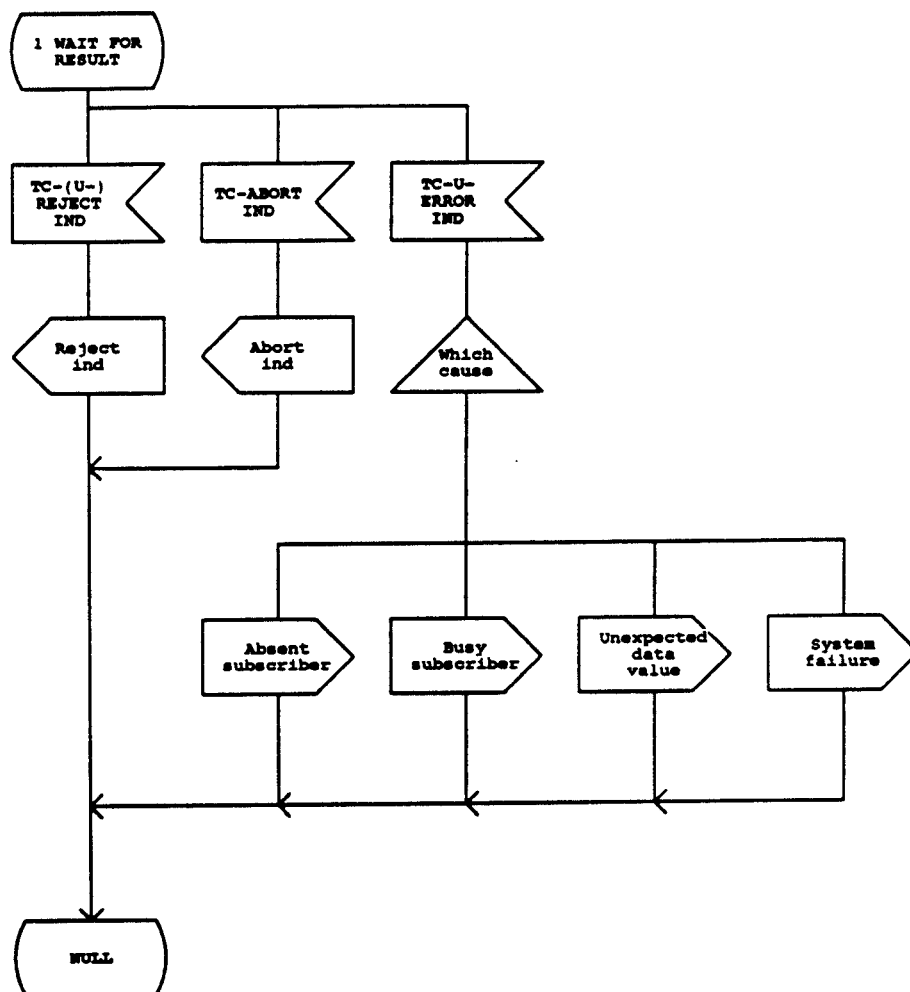 1 WAIT FOR
RESULT
TC-(U-)
REJECT
IND
TC-ABORT
IND
TC-U-
ERROR
IND
Reject
ind
Abort
ind
Which
cause
Absent
subscriber
Busy
subscriber
Unexpected
data
value
System
failure
NULL